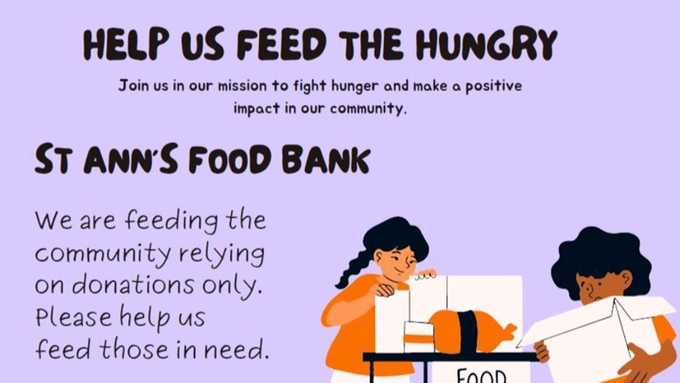 HELP US FEED THE HUNGRY
Join us in our mission to fight hunger and make a positive
impact in our community.
ST ANN'S FOOD BANK
We are feeding the
community relying
on donations only.
Please help us
feed those in need.
FOOD